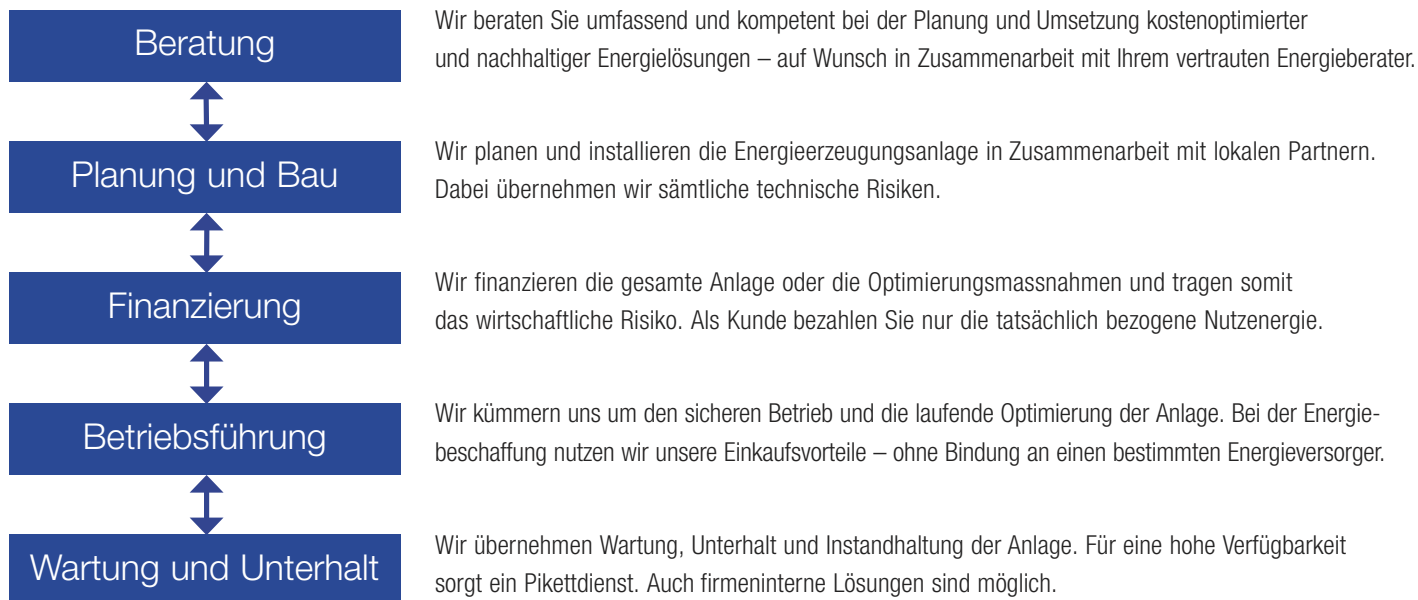 Beratung
Wir beraten Sie umfassend und kompetent bei der Planung und Umsetzung kostenoptimierter
und nachhaltiger Energielösungen – auf Wunsch in Zusammenarbeit mit Ihrem vertrauten Energieberater.
Planung und Bau
Wir planen und installieren die Energieerzeugungsanlage in Zusammenarbeit mit lokalen Partnern.
Dabei übernehmen wir sämtliche technische Risiken.
Finanzierung
Wir finanzieren die gesamte Anlage oder die Optimierungsmassnahmen und tragen somit
das wirtschaftliche Risiko. Als Kunde bezahlen Sie nur die tatsächlich bezogene Nutzenergie.
Betriebsführung
Wir kümmern uns um den sicheren Betrieb und die laufende Optimierung der Anlage. Bei der Energie-
beschaffung nutzen wir unsere Einkaufsvorteile – ohne Bindung an einen bestimmten Energieversorger.
Wartung und Unterhalt
Wir übernehmen Wartung, Unterhalt und Instandhaltung der Anlage. Für eine hohe Verfügbarkeit
sorgt ein Pikettdienst. Auch firmeninterne Lösungen sind möglich.